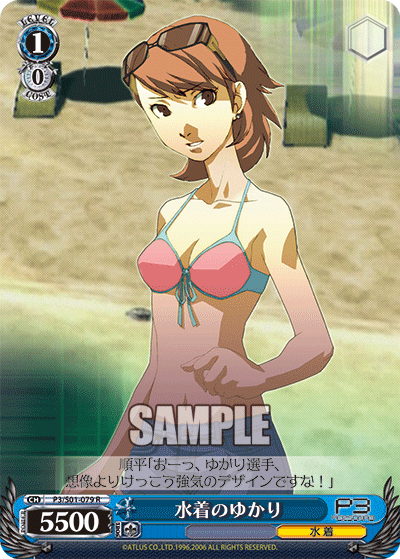 LEVEL
1
0
COST
SAMPLE
順平「おーっ、ゆかり選手、
想像よりけっこう強気のデザインですな！」
CH P3/S01-079 R
5500
水着のゆかり
P3
水着
©ATLUS CO.,LTD.1996,2006 ALL RIGHTS RESERVED.